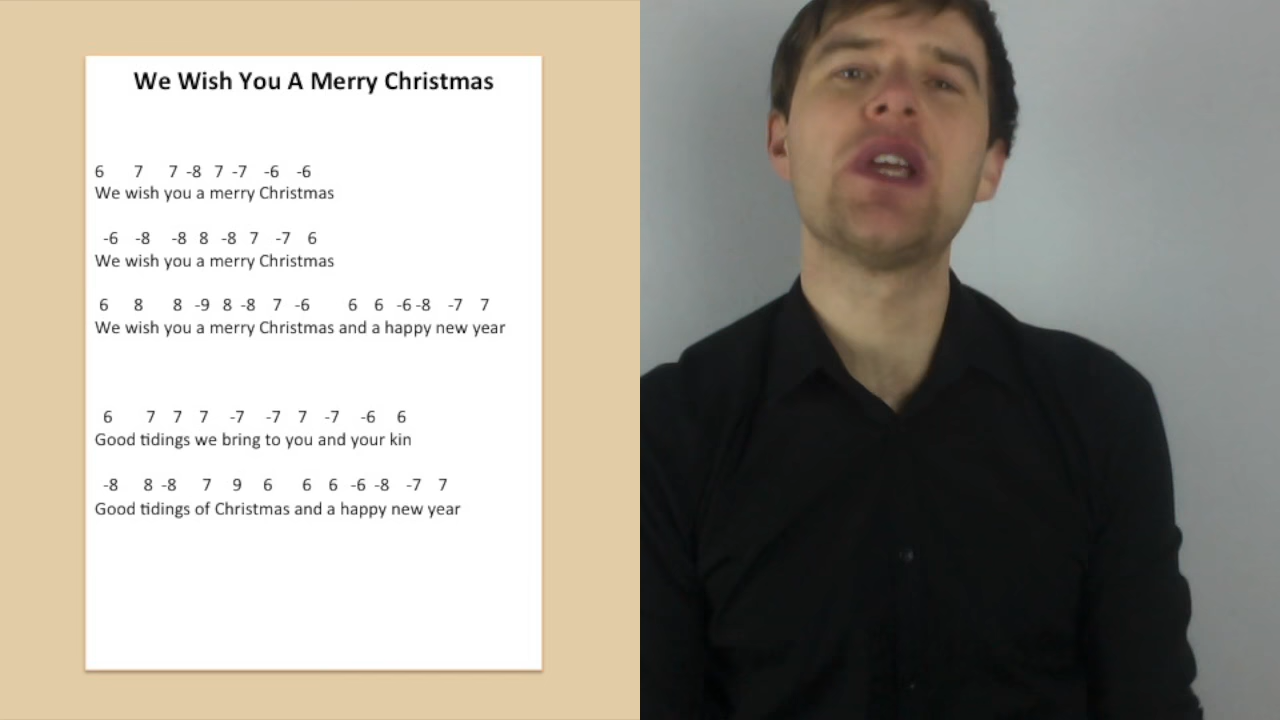 We Wish You A Merry Christmas
6 7 7 -8 7 -7 -6 -6
We wish you a merry Christmas
-6 -8 -8 8 -8 7 -7 6
We wish you a merry Christmas
6 8 8 -9 8 -8 7 -6 6 6 -6 -8 -7 7
We wish you a merry Christmas and a happy new year
6 7 7 7 -7 -7 7 -7 -6 6
Good tidings we bring to you and your kin
-8 8 -8 7 9 6 6 6 -6 -8 -7 7
Good tidings of Christmas and a happy new year